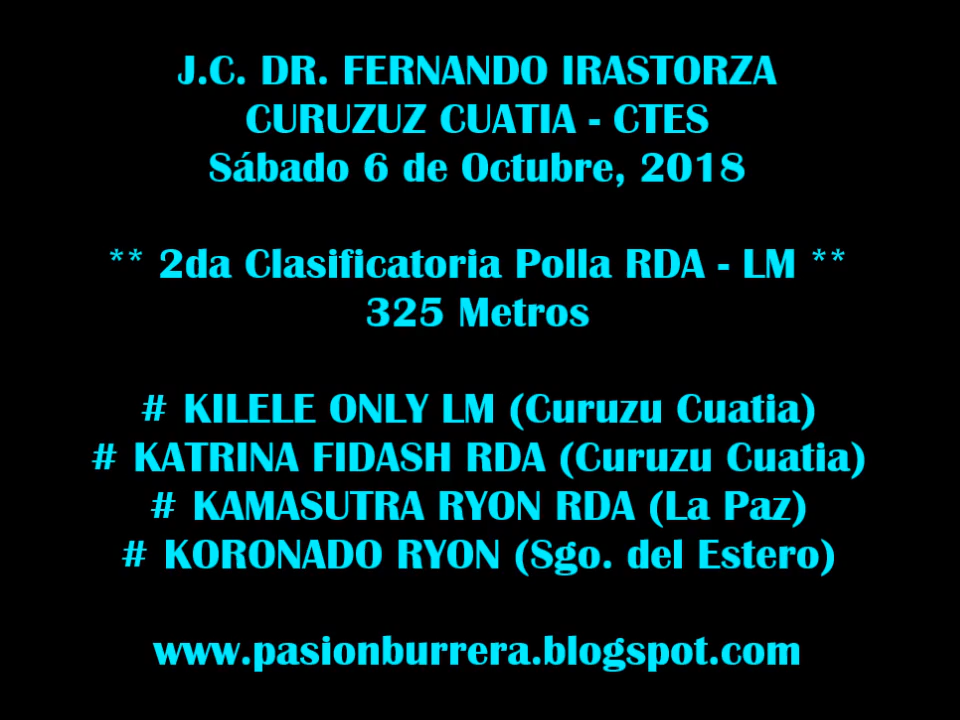 J.C. DR. FERNANDO IRASTORZA
CURUZUZ CUATIA - CTES
Sábado 6 de Octubre, 2018
** 2da Clasificatoria Polla RDA - LM **
325 Metros
# KILELE ONLY LM (Curuzu Cuatia)
# KATRINA FIDASH RDA (Curuzu Cuatia)
# KAMASUTRA RYON RDA (La Paz)
# KORONADO RYON (Sgo. del Estero)
www.pasionburrera.blogspot.com